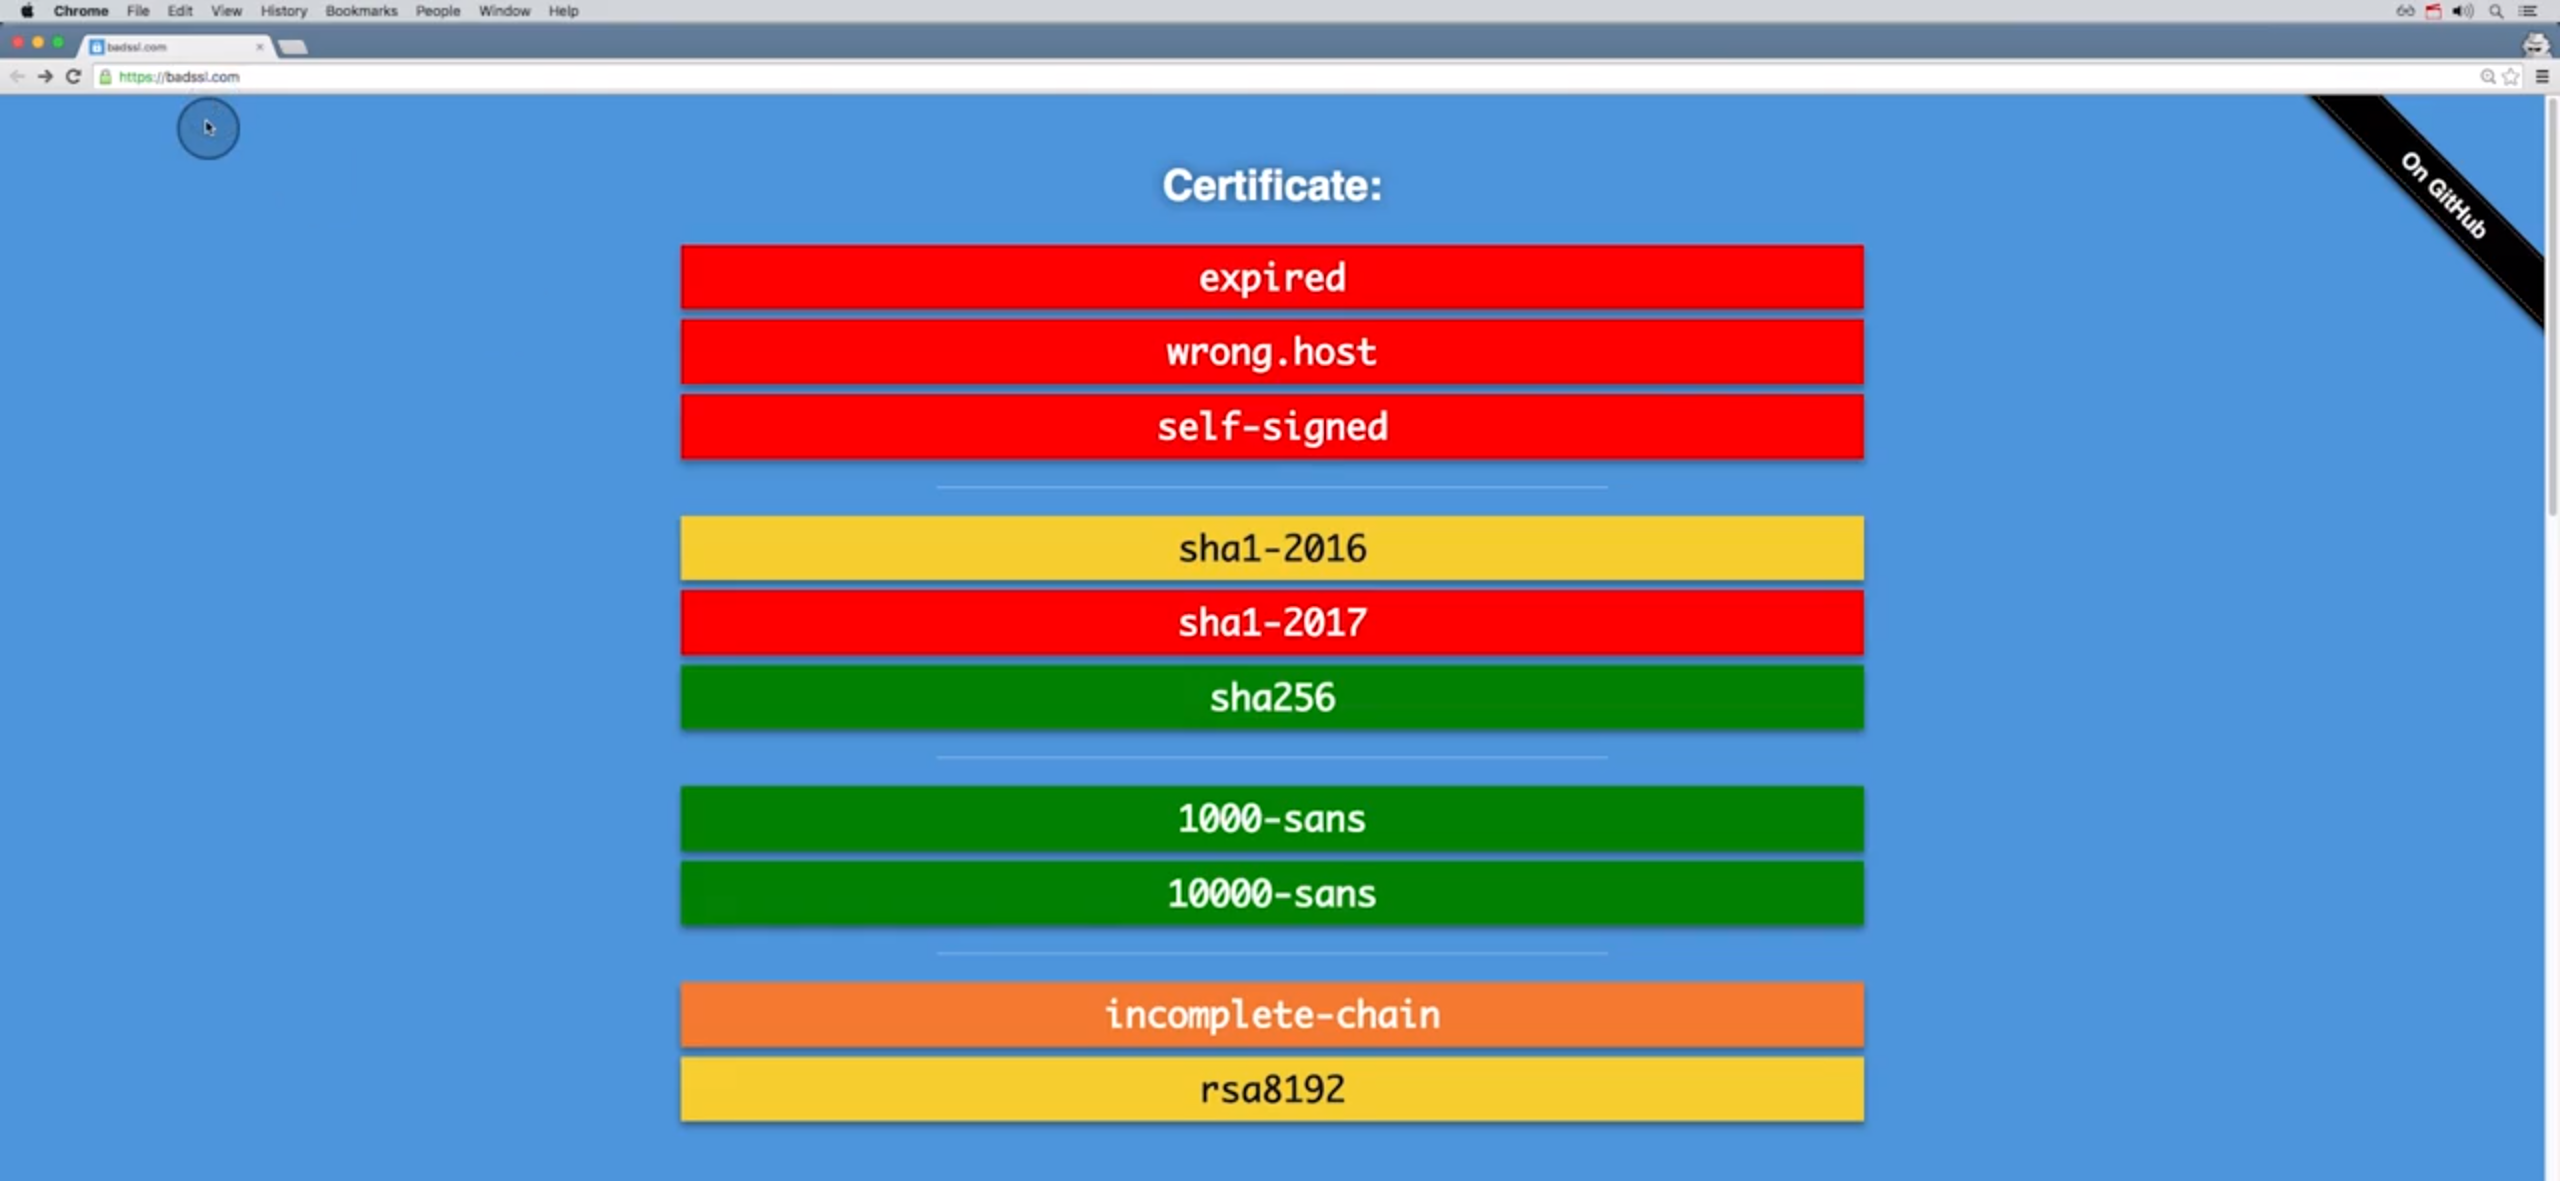 Chrome File Edit View History Bookmarks People Window Help
badssl.com
https://badssl.com
On GitHub
Certificate:
expired
wrong.host
self-signed
sha1-2016
sha1-2017
sha256
1000-sans
10000-sans
incomplete-chain
rsa8192